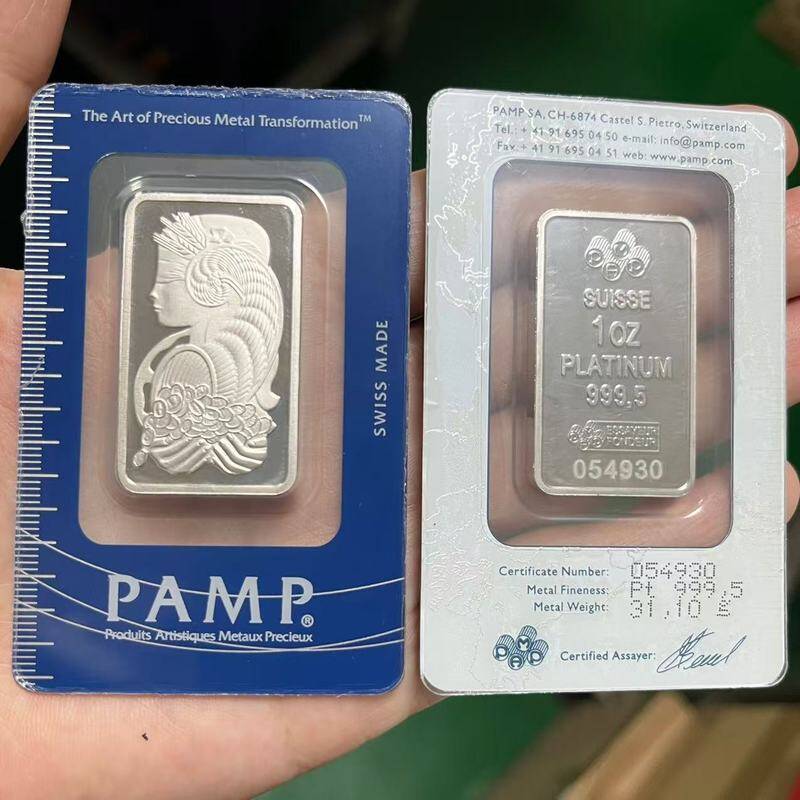 The Art of Precious Metal Transformation™
SWISS MADE
PAMP®
Produits Artistiques Metaux Precieux
PAMP SA, CH-6874 Castel S. Pietro, Switzerland
Tel.: + 41 91 695 04 50 e-mail: info@pamp.com
Fax + 41 91 695 04 51 web: www.pamp.com
PAMP
SUISSE
1 OZ
PLATINUM
999,5
ESSAYEUR
FONDEUR
054930
Certificate Number: 054930
Metal Fineness: Pt 999,5
Metal Weight: 31,10 g
PAMP
Certified Assayer: